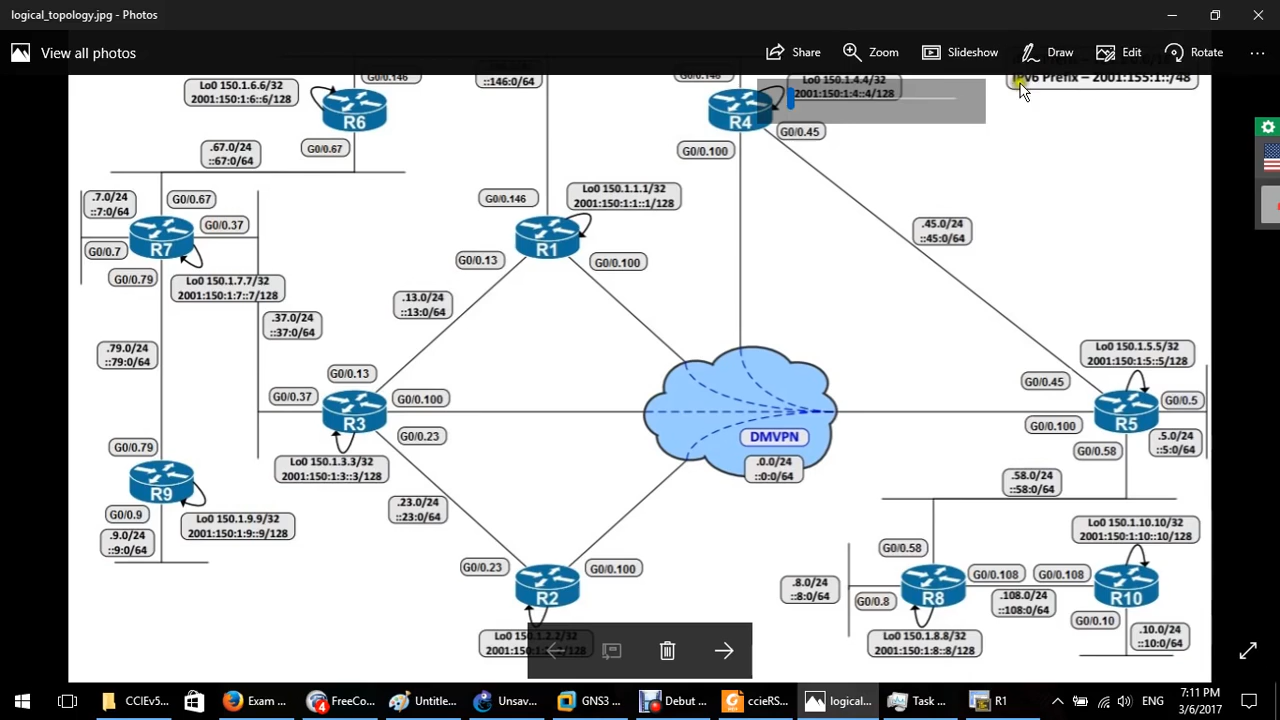 logical_topology.jpg - Photos
View all photos
Share
Zoom
Slideshow
Draw
Edit
Rotate
IPv6 Prefix – 2001:155:1::/48
Lo0 150.1.6.6/32
2001:150:1:6::6/128
G0/0.146
R6
G0/0.67
::146:0/64
G0/0.146
R4
Lo0 150.1.4.4/32
2001:150:1:4::4/128
G0/0.45
G0/0.100
.67.0/24
::67:0/64
.7.0/24
::7:0/64
G0/0.67
G0/0.37
R7
G0/0.7
G0/0.79
Lo0 150.1.7.7/32
2001:150:1:7::7/128
G0/0.146
Lo0 150.1.1.1/32
2001:150:1:1::1/128
R1
G0/0.13
G0/0.100
.45.0/24
::45:0/64
.13.0/24
::13:0/64
.37.0/24
::37:0/64
.79.0/24
::79:0/64
G0/0.13
G0/0.37
G0/0.100
R3
G0/0.23
Lo0 150.1.3.3/32
2001:150:1:3::3/128
DMVPN
.0.0/24
::0:0/64
Lo0 150.1.5.5/32
2001:150:1:5::5/128
G0/0.45
G0/0.5
R5
G0/0.100
G0/0.58
.5.0/24
::5:0/64
.58.0/24
::58:0/64
G0/0.79
R9
G0/0.9
Lo0 150.1.9.9/32
2001:150:1:9::9/128
.9.0/24
::9:0/64
.23.0/24
::23:0/64
G0/0.23
G0/0.100
R2
Lo0 150.1.2.2/32
Lo0 150.1.10.10/32
2001:150:1:10::10/128
G0/0.58
.8.0/24
::8:0/64
G0/0.8
R8
G0/0.108
G0/0.108
R10
.108.0/24
::108:0/64
G0/0.10
.10.0/24
::10:0/64
Lo0 150.1.8.8/32
2001:150:1:8::8/128
CCIEv5...
Exam ...
FreeCo...
Untitle...
Unsav...
GNS3 ...
Debut ...
ccieRS...
logical...
Task ...
R1
ENG
7:11 PM
3/6/2017